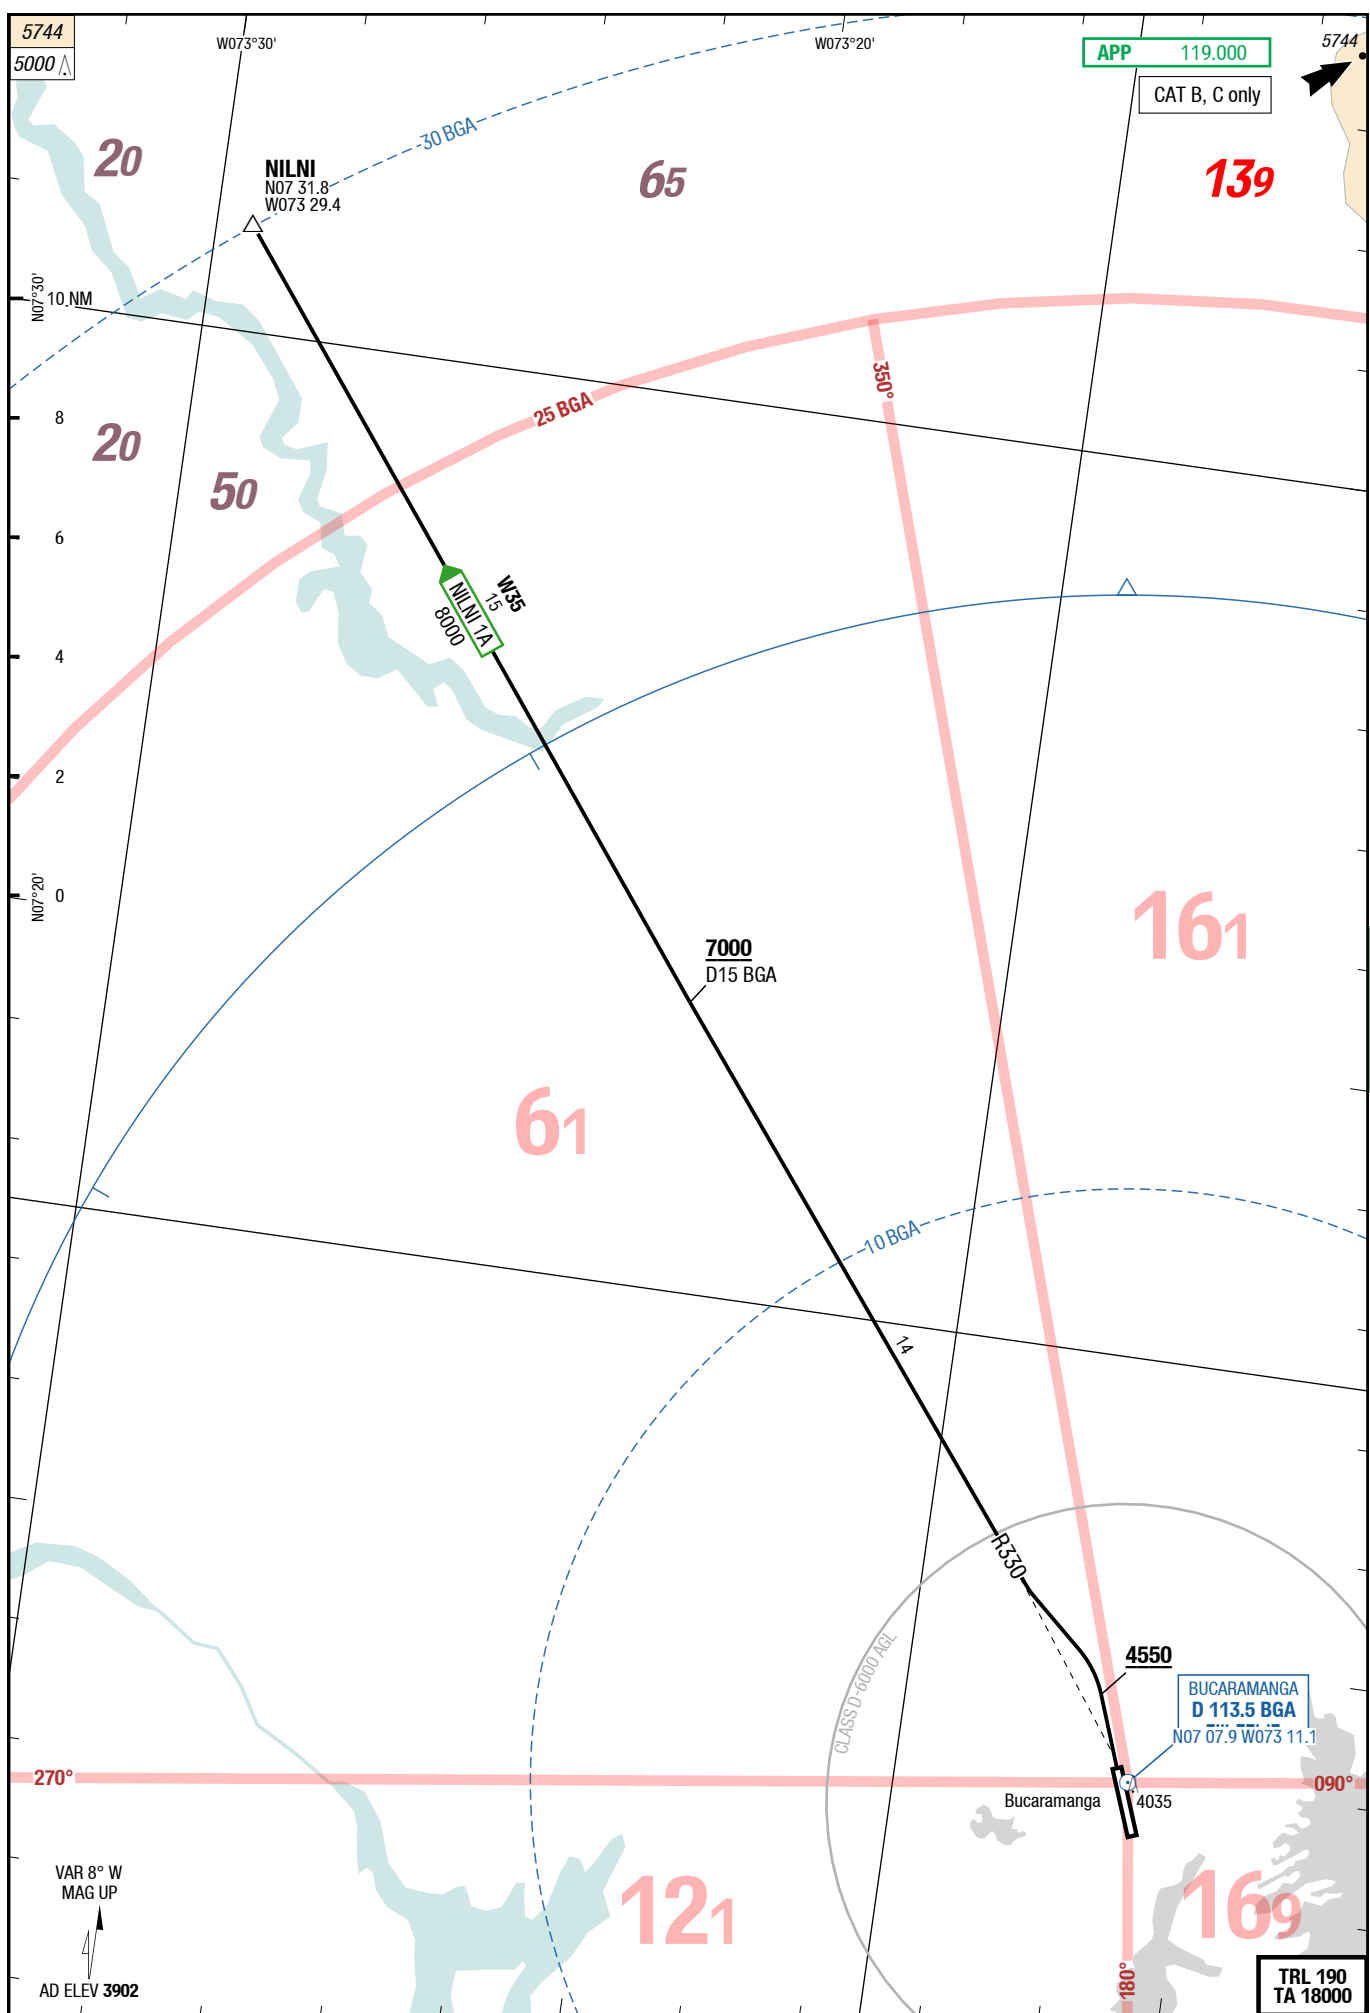 5744
5000
W073°30'
W073°20'
APP 119.000
5744
CAT B, C only
30 BGA
20
65
139
NILNI
N07 31.8
W073 29.4
N07°30'
10 NM
350°
25 BGA
8
20
50
6
W35
15
NILNI 1A
8000
4
2
N07°20'
0
161
7000
D15 BGA
61
10 BGA
14
R330
CLASS D-6000 AGL
4550
BUCARAMANGA
D 113.5 BGA
N07 07.9 W073 11.1
270°
090°
Bucaramanga
4035
VAR 8° W
MAG UP
121
169
AD ELEV 3902
180°
TRL 190
TA 18000